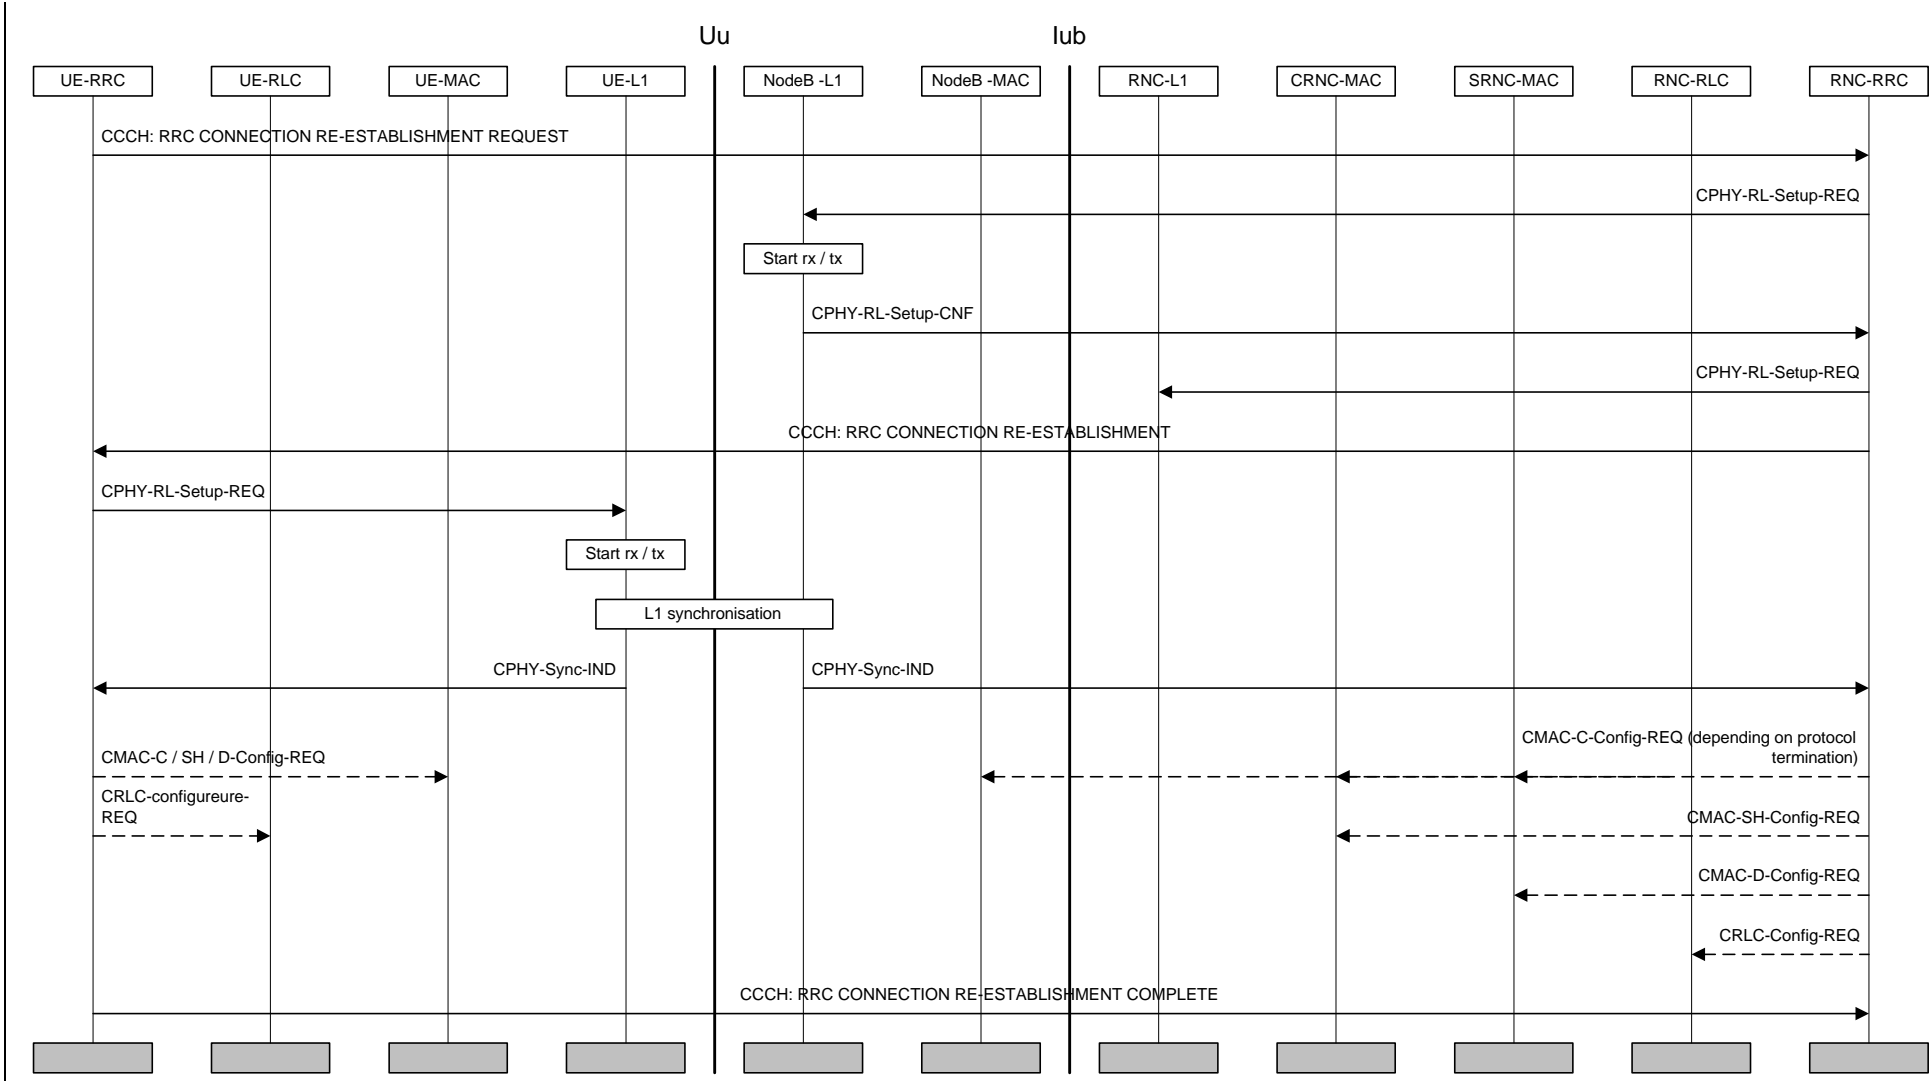 Uu
Iub
UE-RRC
UE-RLC
UE-MAC
UE-L1
NodeB -L1
NodeB -MAC
RNC-L1
CRNC-MAC
SRNC-MAC
RNC-RLC
RNC-RRC
CCCH: RRC CONNECTION RE-ESTABLISHMENT REQUEST
CPHY-RL-Setup-REQ
Start rx / tx
CPHY-RL-Setup-CNF
CPHY-RL-Setup-REQ
CCCH: RRC CONNECTION RE-ESTABLISHMENT
CPHY-RL-Setup-REQ
Start rx / tx
L1 synchronisation
CPHY-Sync-IND
CPHY-Sync-IND
CMAC-C / SH / D-Config-REQ
CMAC-C-Config-REQ (depending on protocol
termination)
CRLC-configureure-
REQ
CMAC-SH-Config-REQ
CMAC-D-Config-REQ
CRLC-Config-REQ
CCCH: RRC CONNECTION RE-ESTABLISHMENT COMPLETE